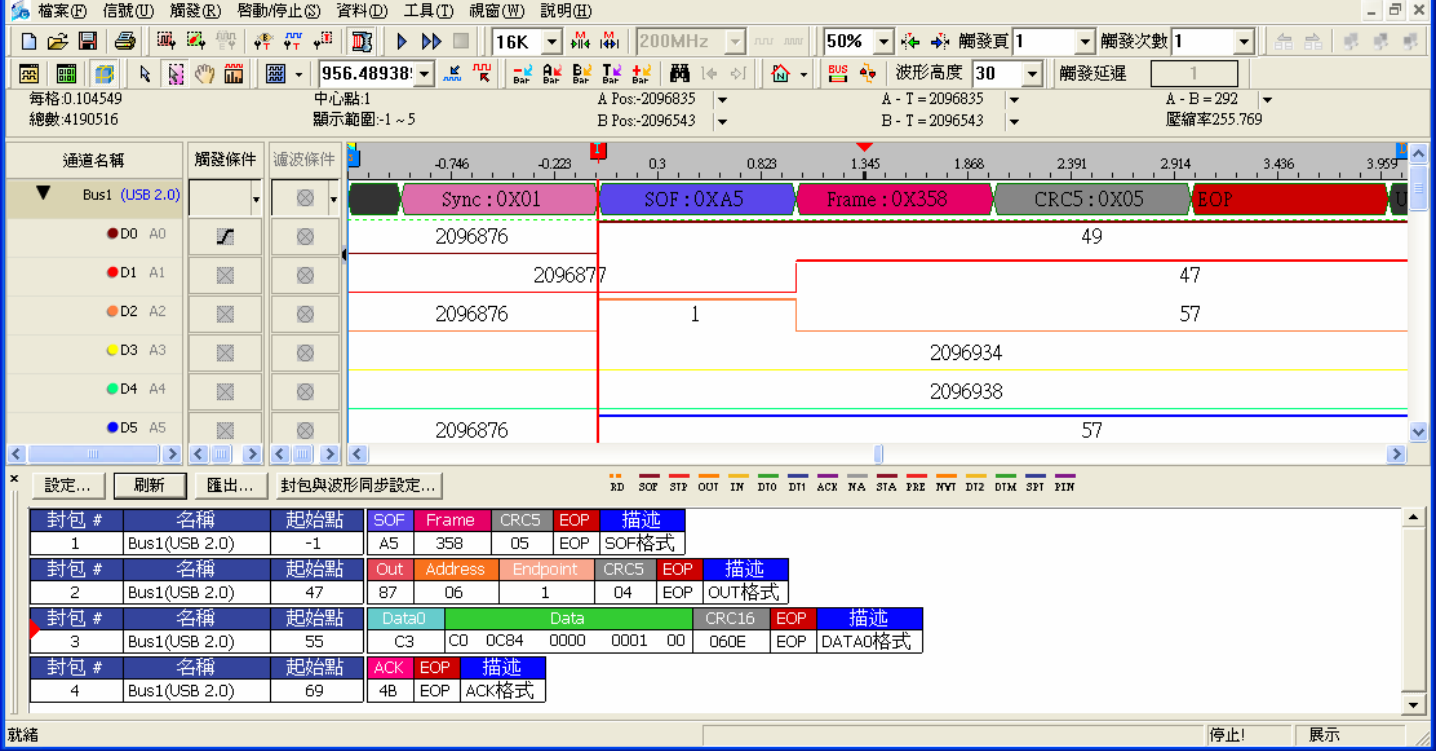 檔案(F) 信號(U) 觸發(R) 啓動/停止(S) 資料(D) 工具(T) 視窗(W) 說明(H)
16K 200MHz 50% 觸發頁 1 觸發次數 1
956.48938 Bar Bar Bar Bar Bar BUS 波形高度 30 觸發延遲 1
每格:0.104549 中心點:1 A Pos:-2096835 A - T = 2096835 A - B = 292
總數:4190516 顯示範圍:-1 ~ 5 B Pos:-2096543 B - T = 2096543 壓縮率255.769
通道名稱 觸發條件 濾波條件 -0.746 -0.223 0.3 0.823 1.345 1.868 2.391 2.914 3.436 3.959
Bus1 (USB 2.0) Sync : 0X01 SOF : 0XA5 Frame : 0X358 CRC5 : 0X05 EOP U
D0 A0 2096876 49
D1 A1 2096877 47
D2 A2 2096876 1 57
D3 A3 2096934
D4 A4 2096938
D5 A5 2096876 57
設定... 刷新 匯出... 封包與波形同步設定... RD SOF STP OUT IN DT0 DT1 ACK NA STA PRE NYT DT2 DTM SPT PIN
封包 # 名稱 起始點 SOF Frame CRC5 EOP 描述
1 Bus1(USB 2.0) -1 A5 358 05 EOP SOF格式
封包 # 名稱 起始點 Out Address Endpoint CRC5 EOP 描述
2 Bus1(USB 2.0) 47 87 06 1 04 EOP OUT格式
封包 # 名稱 起始點 Data0 Data CRC16 EOP 描述
3 Bus1(USB 2.0) 55 C3 C0 0C84 0000 0001 00 060E EOP DATA0格式
封包 # 名稱 起始點 ACK EOP 描述
4 Bus1(USB 2.0) 69 4B EOP ACK格式
就緒 停止! 展示